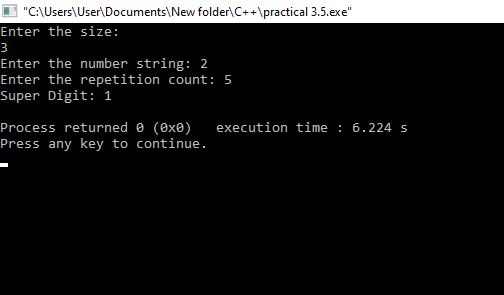 "C:\Users\User\Documents\New folder\C++\practical 3.5.exe"
Enter the size:
3
Enter the number string: 2
Enter the repetition count: 5
Super Digit: 1
Process returned 0 (0x0)   execution time : 6.224 s
Press any key to continue.